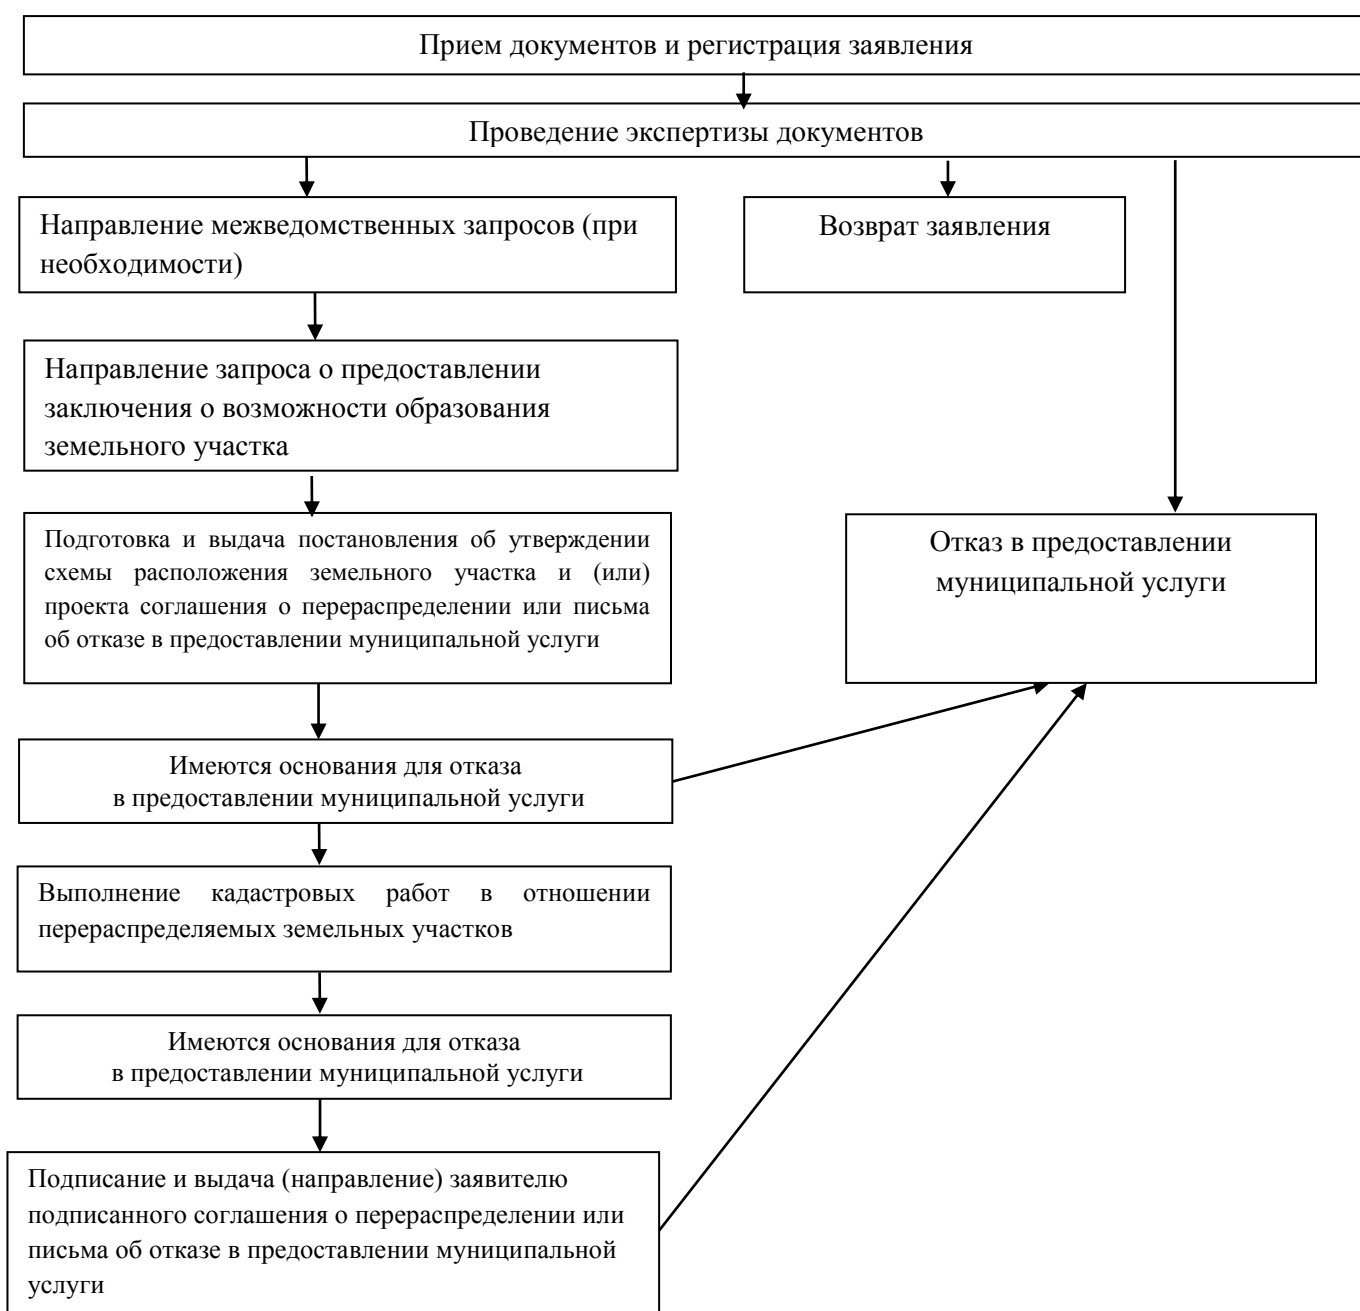 Прием документов и регистрация заявления
Проведение экспертизы документов
Направление межведомственных запросов (при
необходимости)
Возврат заявления
Направление запроса о предоставлении
заключения о возможности образования
земельного участка
Подготовка и выдача постановления об утверждении
схемы расположения земельного участка и (или)
проекта соглашения о перераспределении или письма
об отказе в предоставлении муниципальной услуги
Отказ в предоставлении
муниципальной услуги
Имеются основания для отказа
в предоставлении муниципальной услуги
Выполнение кадастровых работ в отношении
перераспределяемых земельных участков
Имеются основания для отказа
в предоставлении муниципальной услуги
Подписание и выдача (направление) заявителю
подписанного соглашения о перераспределении или
письма об отказе в предоставлении муниципальной
услуги